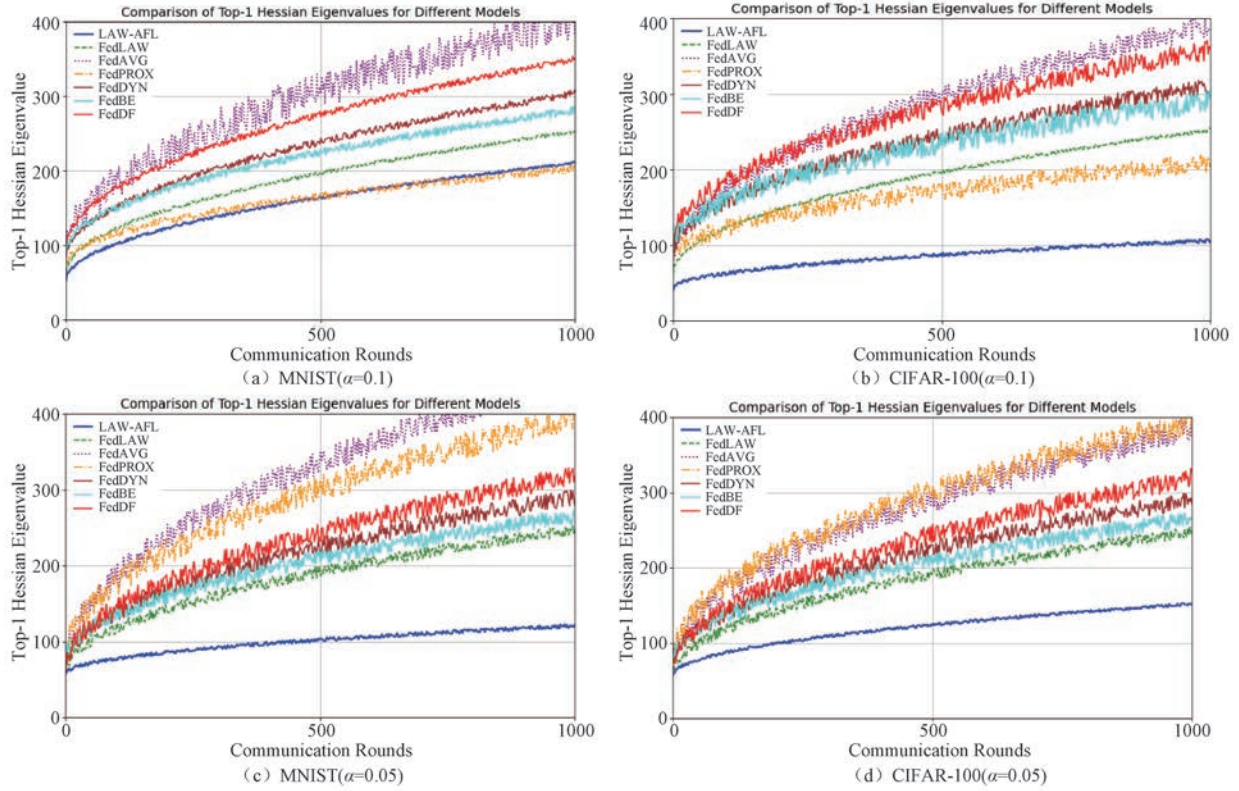 Comparison of Top-1 Hessian Eigenvalues for Different Models
400
300
200
100
0
Top-1 Hessian Eigenvalue
LAW-AFL
FedLAW
FedAVG
FedPROX
FedDYN
FedBE
FedDF
0
500
1000
Communication Rounds
（a）MNIST(α=0.1)
Comparison of Top-1 Hessian Eigenvalues for Different Models
400
300
200
100
0
Top-1 Hessian Eigenvalue
LAW-AFL
FedLAW
FedAVG
FedPROX
FedDYN
FedBE
FedDF
0
500
1000
Communication Rounds
（b）CIFAR-100(α=0.1)
Comparison of Top-1 Hessian Eigenvalues for Different Models
400
300
200
100
0
Top-1 Hessian Eigenvalue
LAW-AFL
FedLAW
FedAVG
FedPROX
FedDYN
FedBE
FedDF
0
500
1000
Communication Rounds
（c）MNIST(α=0.05)
Comparison of Top-1 Hessian Eigenvalues for Different Models
400
300
200
100
0
Top-1 Hessian Eigenvalue
LAW-AFL
FedLAW
FedAVG
FedPROX
FedDYN
FedBE
FedDF
0
500
1000
Communication Rounds
（d）CIFAR-100(α=0.05)